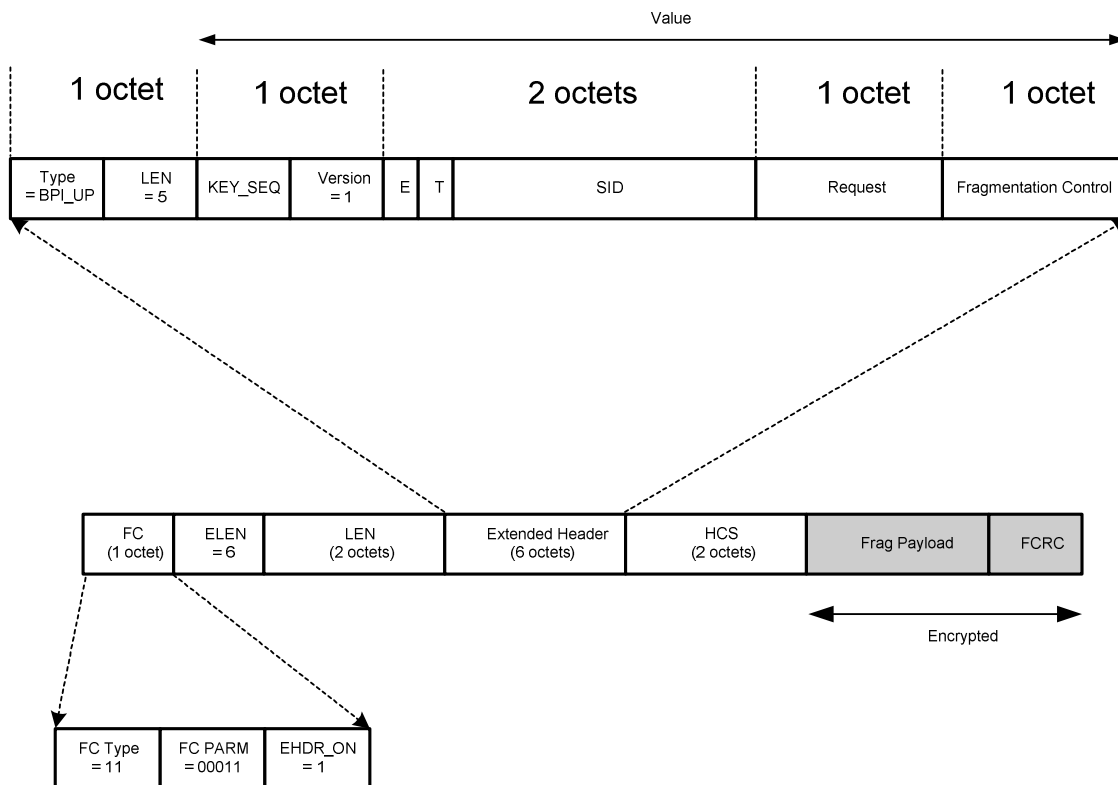 Value
1 octet 1 octet 2 octets 1 octet 1 octet
Type
= BPI_UP
LEN
= 5
KEY_SEQ
Version
= 1
E
T
SID
Request
Fragmentation Control
FC
(1 octet)
ELEN
= 6
LEN
(2 octets)
Extended Header
(6 octets)
HCS
(2 octets)
Frag Payload
FCRC
Encrypted
FC Type
= 11
FC PARM
= 00011
EHDR_ON
= 1